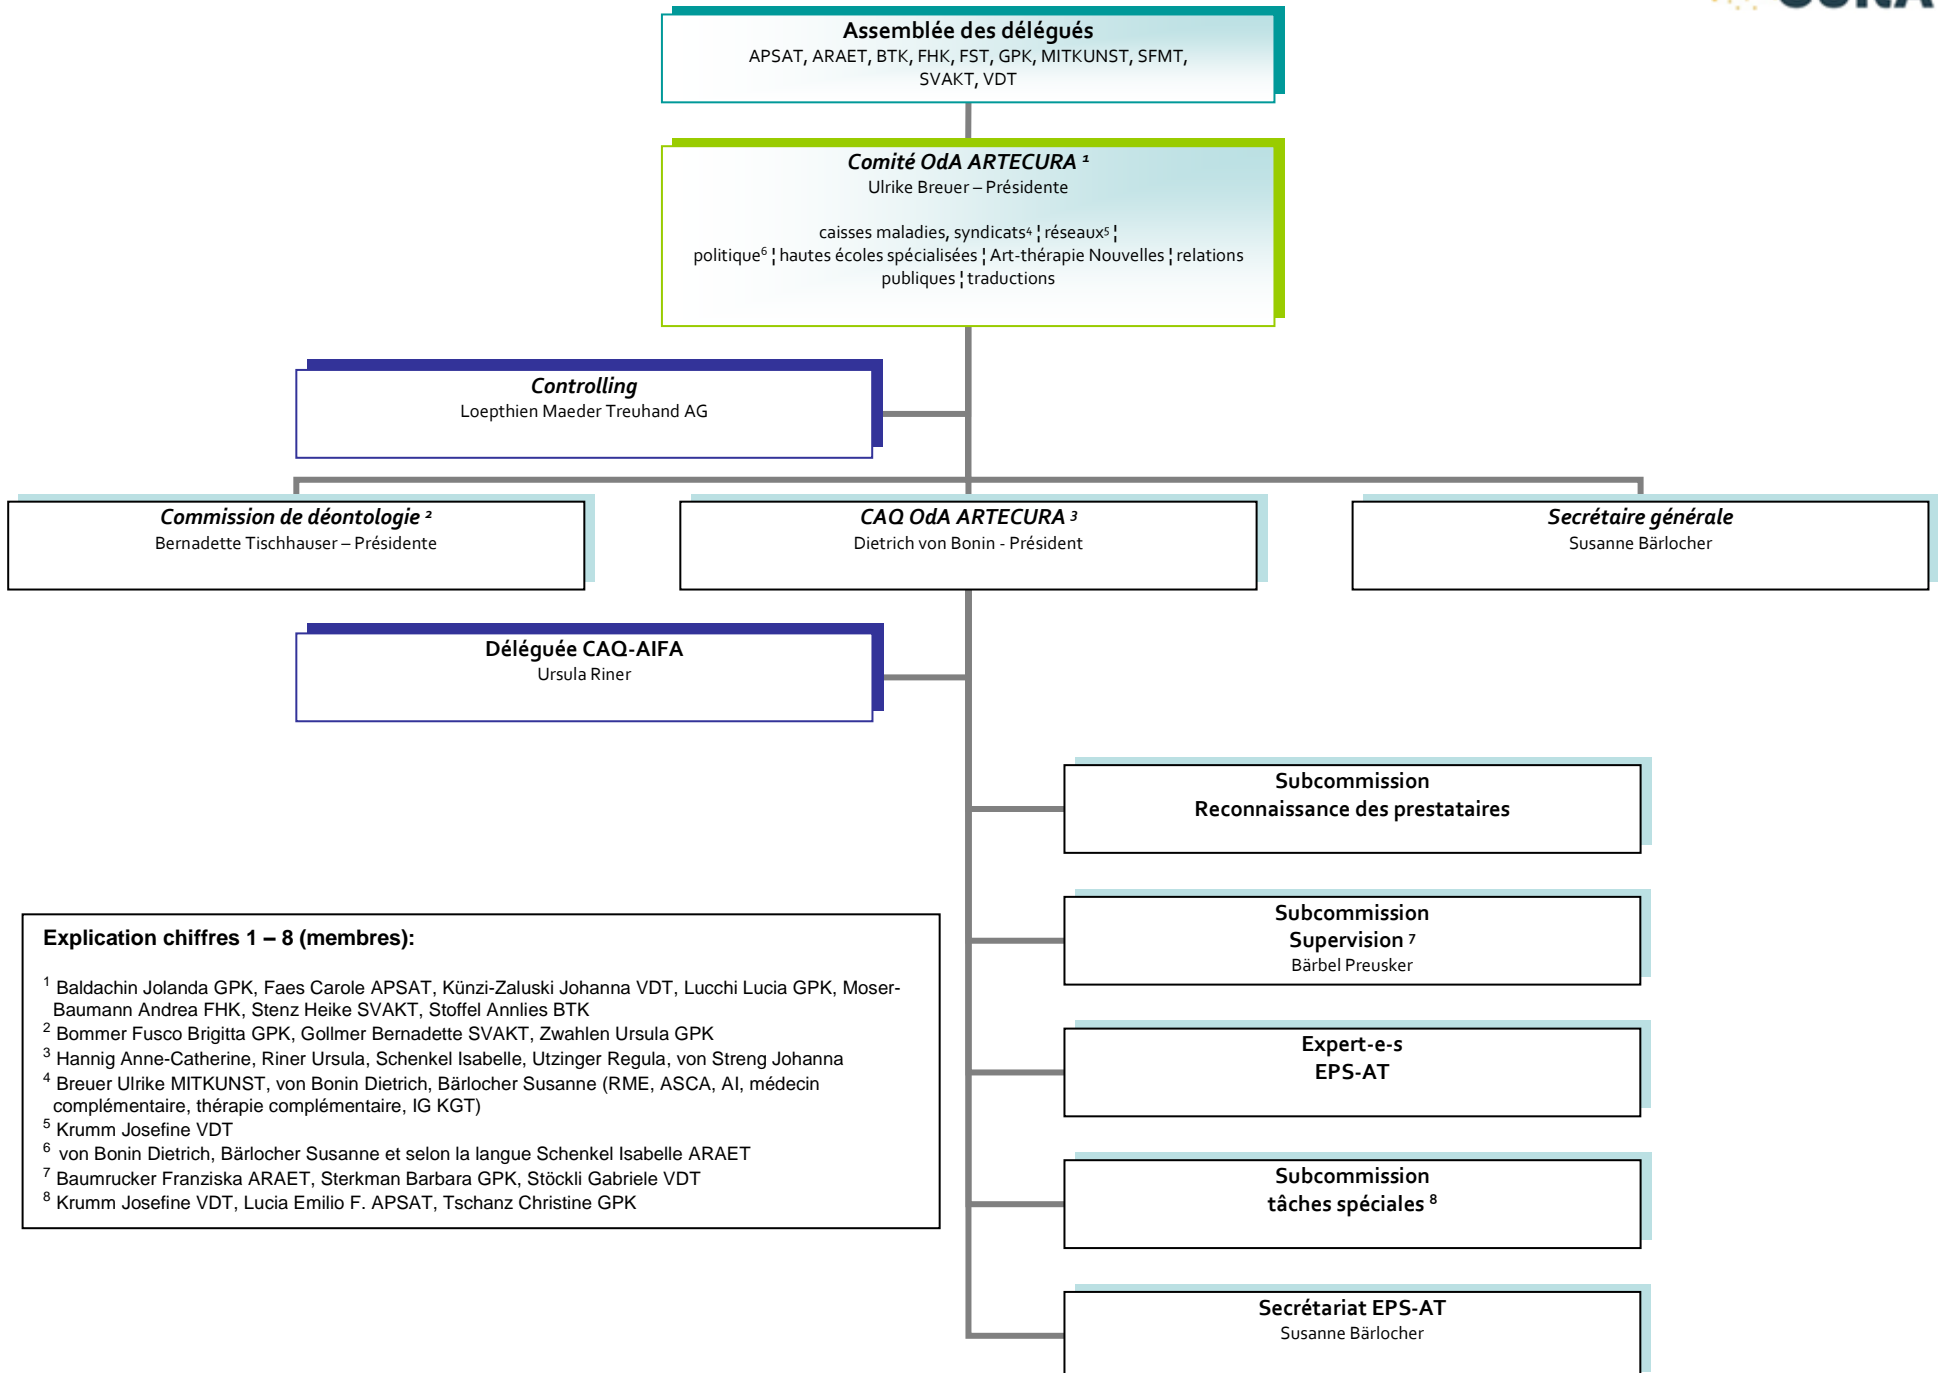 Assemblée des délégués
APSAT, ARAET, BTK, FHK, FST, GPK, MITKUNST, SFMT,
SVAKT, VDT
Comité OdA ARTECURA ¹
Ulrike Breuer – Présidente
caisses maladies, syndicats⁴ ¦ réseaux⁵ ¦
politique⁶ ¦ hautes écoles spécialisées ¦ Art-thérapie Nouvelles ¦ relations
publiques ¦ traductions
Controlling
Loepthien Maeder Treuhand AG
Commission de déontologie ²
Bernadette Tischhauser – Présidente
CAQ OdA ARTECURA ³
Dietrich von Bonin - Président
Secrétaire générale
Susanne Bärlocher
Déléguée CAQ-AIFA
Ursula Riner
Subcommission
Reconnaissance des prestataires
Subcommission
Supervision ⁷
Bärbel Preusker
Expert-e-s
EPS-AT
Subcommission
tâches spéciales ⁸
Secrétariat EPS-AT
Susanne Bärlocher
Explication chiffres 1 – 8 (membres):
¹ Baldachin Jolanda GPK, Faes Carole APSAT, Künzi-Zaluski Johanna VDT, Lucchi Lucia GPK, Moser-
Baumann Andrea FHK, Stenz Heike SVAKT, Stoffel Annlies BTK
² Bommer Fusco Brigitta GPK, Gollmer Bernadette SVAKT, Zwahlen Ursula GPK
³ Hannig Anne-Catherine, Riner Ursula, Schenkel Isabelle, Utzinger Regula, von Streng Johanna
⁴ Breuer Ulrike MITKUNST, von Bonin Dietrich, Bärlocher Susanne (RME, ASCA, AI, médecin
complémentaire, thérapie complémentaire, IG KGT)
⁵ Krumm Josefine VDT
⁶ von Bonin Dietrich, Bärlocher Susanne et selon la langue Schenkel Isabelle ARAET
⁷ Baumrucker Franziska ARAET, Sterkman Barbara GPK, Stöckli Gabriele VDT
⁸ Krumm Josefine VDT, Lucia Emilio F. APSAT, Tschanz Christine GPK